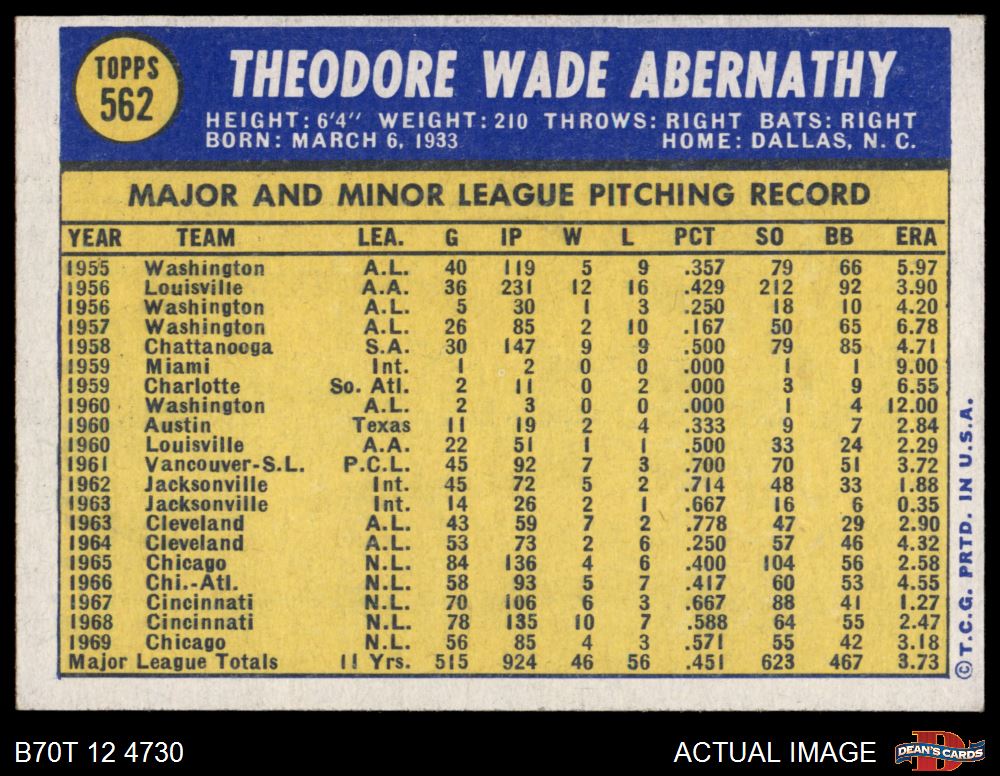 TOPPS
562
THEODORE WADE ABERNATHY
HEIGHT: 6'4" WEIGHT: 210 THROWS: RIGHT BATS: RIGHT
BORN: MARCH 6, 1933 HOME: DALLAS, N. C.
MAJOR AND MINOR LEAGUE PITCHING RECORD
YEAR TEAM LEA. G IP W L PCT SO BB ERA
1955 Washington A.L. 40 119 5 9 .357 79 66 5.97
1956 Louisville A.A. 36 231 12 16 .429 212 92 3.90
1956 Washington A.L. 5 30 1 3 .250 18 10 4.20
1957 Washington A.L. 26 85 2 10 .167 50 65 6.78
1958 Chattanooga S.A. 30 147 9 9 .500 79 85 4.71
1959 Miami Int. 1 2 0 0 .000 1 1 9.00
1959 Charlotte So. Atl. 2 11 0 2 .000 3 9 6.55
1960 Washington A.L. 2 3 0 0 .000 1 4 12.00
1960 Austin Texas 11 19 2 4 .333 9 7 2.84
1960 Louisville A.A. 22 51 1 1 .500 33 24 2.29
1961 Vancouver-S.L. P.C.L. 45 92 7 3 .700 70 51 3.72
1962 Jacksonville Int. 45 72 5 2 .714 48 33 1.88
1963 Jacksonville Int. 14 26 2 1 .667 16 6 0.35
1963 Cleveland A.L. 43 59 7 2 .778 47 29 2.90
1964 Cleveland A.L. 53 73 2 6 .250 57 46 4.32
1965 Chicago N.L. 84 136 4 6 .400 104 56 2.58
1966 Chi.-Atl. N.L. 58 93 5 7 .417 60 53 4.55
1967 Cincinnati N.L. 70 106 6 3 .667 88 41 1.27
1968 Cincinnati N.L. 78 135 10 7 .588 64 55 2.47
1969 Chicago N.L. 56 85 4 3 .571 55 42 3.18
Major League Totals 11 Yrs. 515 924 46 56 .451 623 467 3.73
© T.C.G. PRTD. IN U.S.A.
B70T 12 4730 ACTUAL IMAGE
DEAN'S CARDS